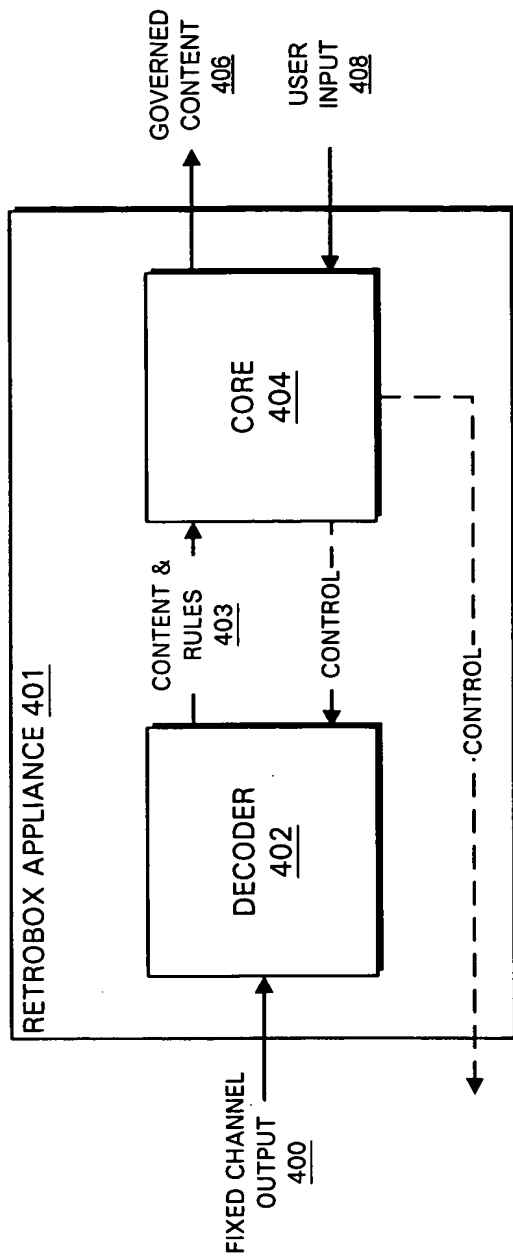 RETROBOX APPLIANCE 401
FIXED CHANNEL
OUTPUT
400
DECODER
402
CONTENT &
RULES
403
CONTROL
CORE
404
GOVERNED
CONTENT
406
USER
INPUT
408
CONTROL